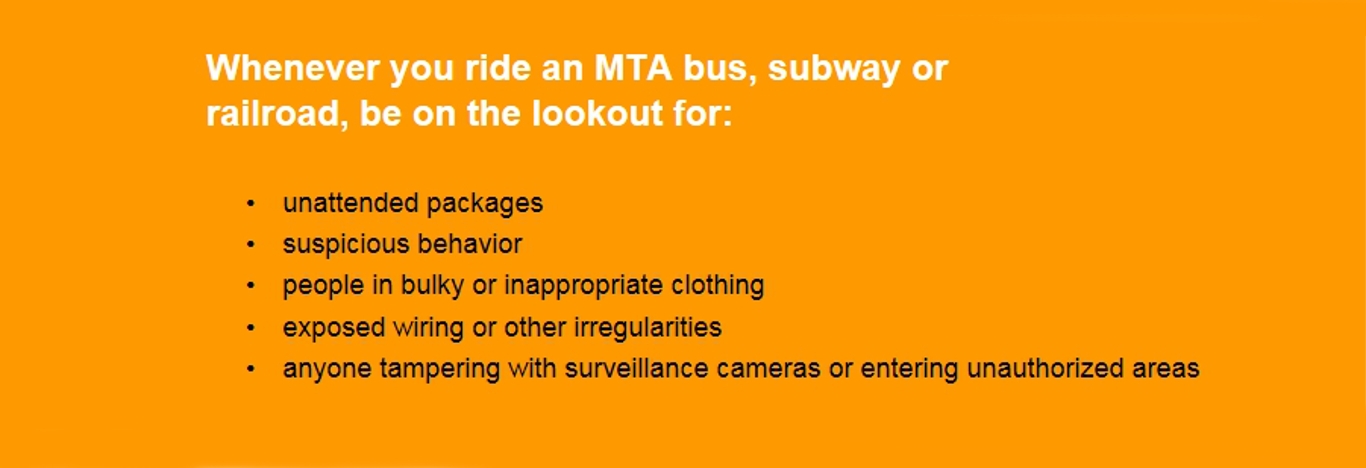 Whenever you ride an MTA bus, subway or
railroad, be on the lookout for:
• unattended packages
• suspicious behavior
• people in bulky or inappropriate clothing
• exposed wiring or other irregularities
• anyone tampering with surveillance cameras or entering unauthorized areas